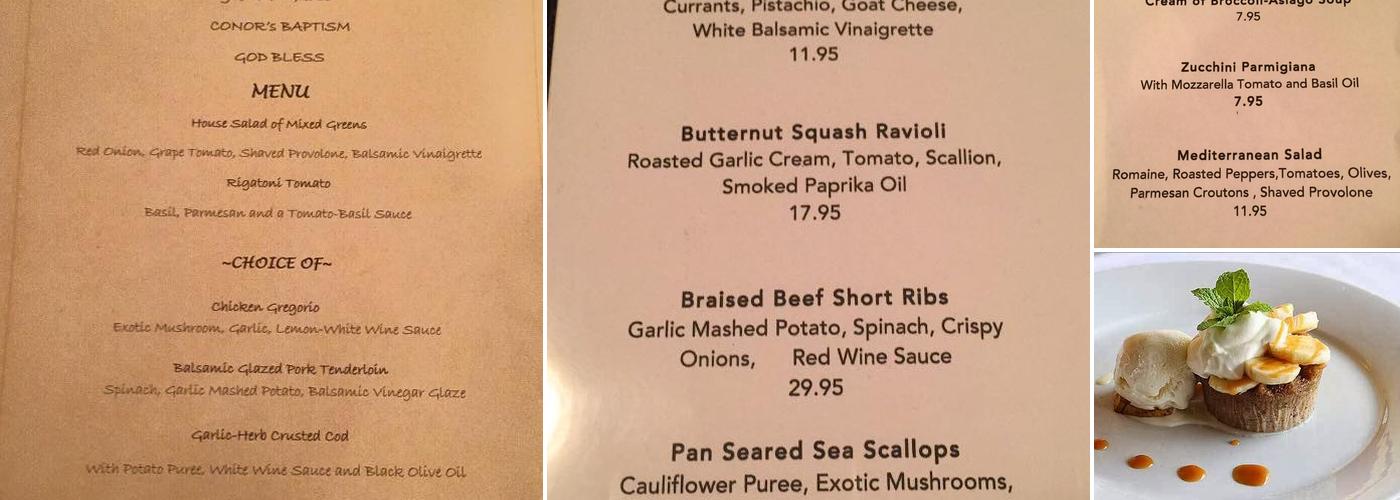 CONOR'S BAPTISM
GOD BLESS
MENU
House Salad of Mixed Greens
Red Onion, Grape Tomato, Shaved Provolone, Balsamic Vinaigrette
Rigatoni Tomato
Basil, Parmesan and a Tomato-Basil Sauce
~CHOICE OF~
Chicken Gregorio
Exotic Mushroom, Garlic, Lemon-White Wine Sauce
Balsamic Glazed Pork Tenderloin
Spinach, Garlic Mashed Potato, Balsamic Vinegar Glaze
Garlic-Herb Crusted Cod
With Potato Puree, White Wine Sauce and Black Olive Oil
Currants, Pistachio, Goat Cheese,
White Balsamic Vinaigrette
11.95
Butternut Squash Ravioli
Roasted Garlic Cream, Tomato, Scallion,
Smoked Paprika Oil
17.95
Braised Beef Short Ribs
Garlic Mashed Potato, Spinach, Crispy
Onions, Red Wine Sauce
29.95
Pan Seared Sea Scallops
Cauliflower Puree, Exotic Mushrooms,
Cream of Broccoli-Asiago Soup
7.95
Zucchini Parmigiana
With Mozzarella Tomato and Basil Oil
7.95
Mediterranean Salad
Romaine, Roasted Peppers,Tomatoes, Olives,
Parmesan Croutons , Shaved Provolone
11.95